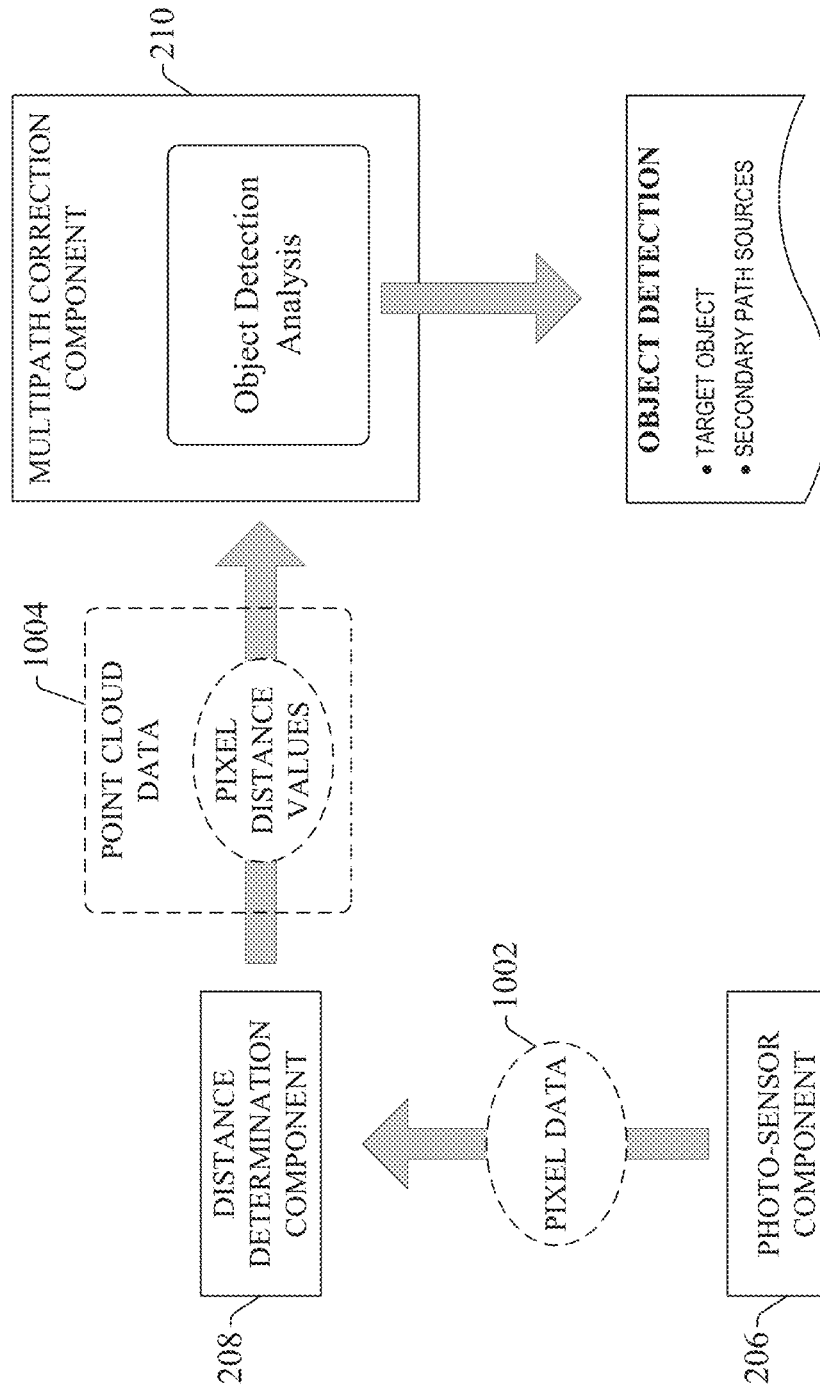 MULTIPATH CORRECTION
COMPONENT
210
Object Detection
Analysis
OBJECT DETECTION
• TARGET OBJECT
• SECONDARY PATH SOURCES
1004
POINT CLOUD
DATA
PIXEL
DISTANCE
VALUES
208
DISTANCE
DETERMINATION
COMPONENT
1002
PIXEL DATA
206
PHOTO-SENSOR
COMPONENT